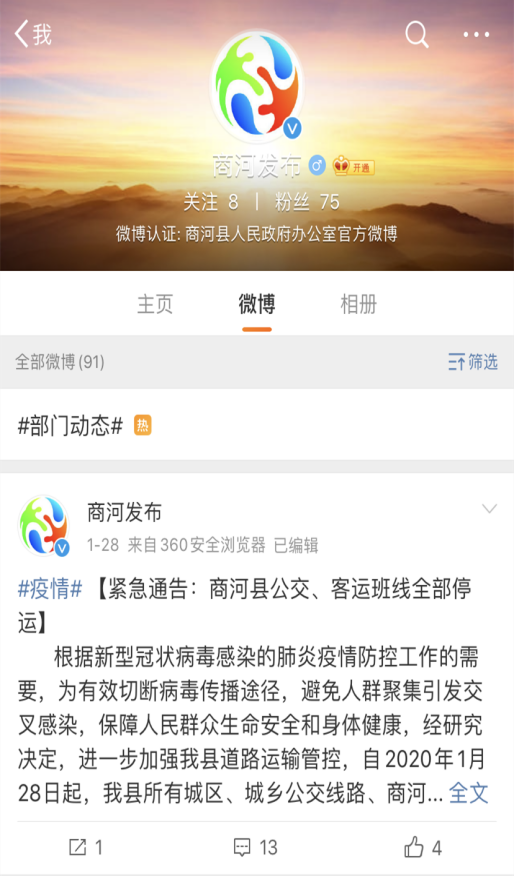 我
商河发布 开通
关注 8 | 粉丝 75
微博认证: 商河县人民政府办公室官方微博
主页 微博 相册
全部微博(91) 筛选
#部门动态# 热
商河发布
1-28 来自360安全浏览器 已编辑
#疫情# 【紧急通告：商河县公交、客运班线全部停
运】
根据新型冠状病毒感染的肺炎疫情防控工作的需
要，为有效切断病毒传播途径，避免人群聚集引发交
叉感染，保障人民群众生命安全和身体健康，经研究
决定，进一步加强我县道路运输管控，自2020年1月
28日起，我县所有城区、城乡公交线路、商河... 全文
1 13 4